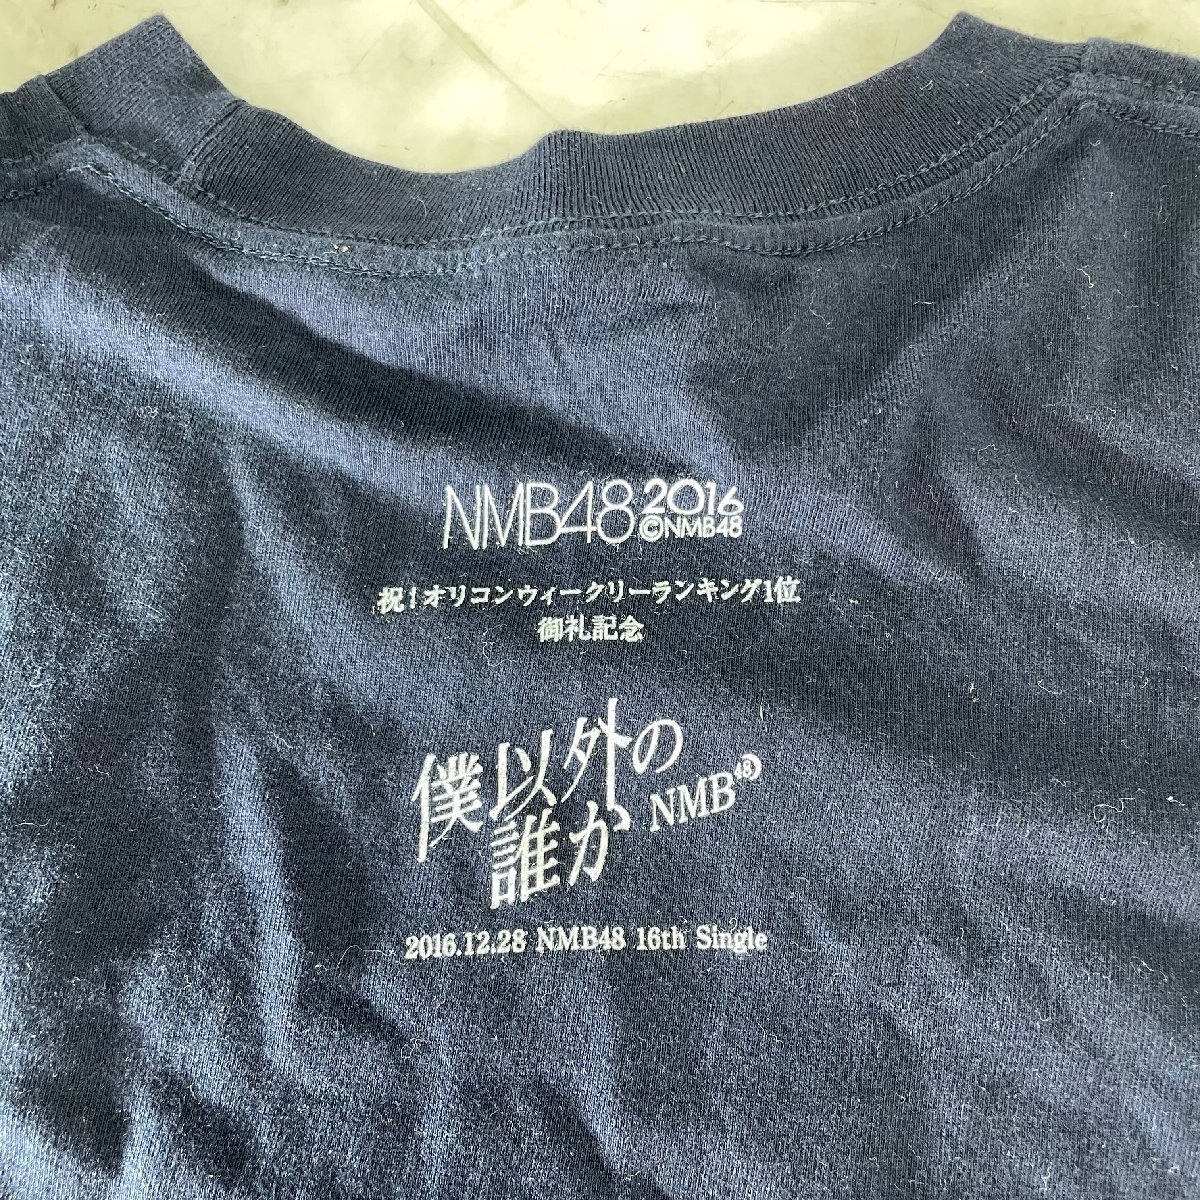 NMB48 2016
©NMB48
祝!オリコンウィークリーランキング1位
御礼記念
僕以外の
誰か NMB48
2016.12.28 NMB48 16th Single